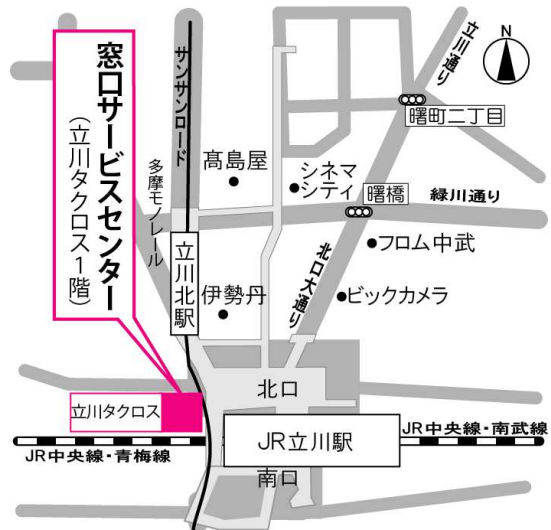 窓口サービスセンター
（立川タクロス1階）
サンサンロード
多摩モノレール
立川北駅
髙島屋
シネマ
シティ
立川通り
N
曙町二丁目
曙橋
緑川通り
フロム中武
北口大通り
ビックカメラ
伊勢丹
北口
立川タクロス
JR立川駅
JR中央線・青梅線
JR中央線・南武線
南口